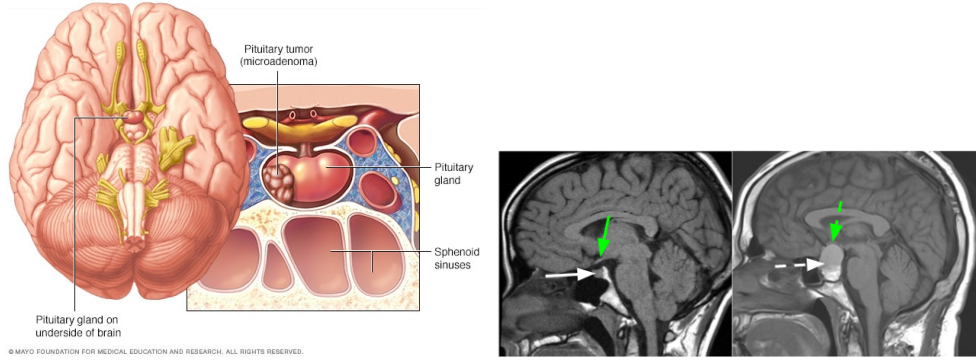 Pituitary tumor
(microadenoma)
Pituitary
gland
Sphenoid
sinuses
Pituitary gland on
underside of brain
© MAYO FOUNDATION FOR MEDICAL EDUCATION AND RESEARCH. ALL RIGHTS RESERVED.